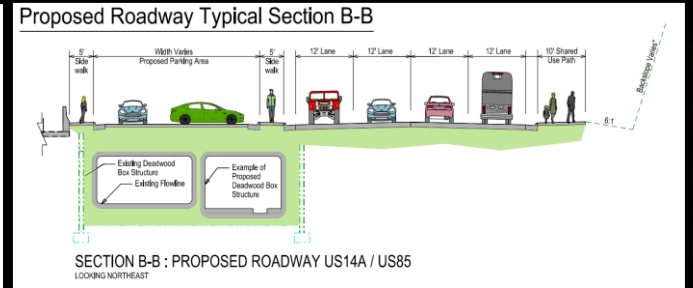 Proposed Roadway Typical Section B-B
5'
Side
walk
Width Varies
Proposed Parking Area
5'
Side
walk
12' Lane
12' Lane
12' Lane
12' Lane
10' Shared
Use Path
Backslope Varies*
6:1
Existing Deadwood
Box Structure
Existing Flowline
Example of
Proposed
Deadwood Box
Structure
SECTION B-B : PROPOSED ROADWAY US14A / US85
LOOKING NORTHEAST